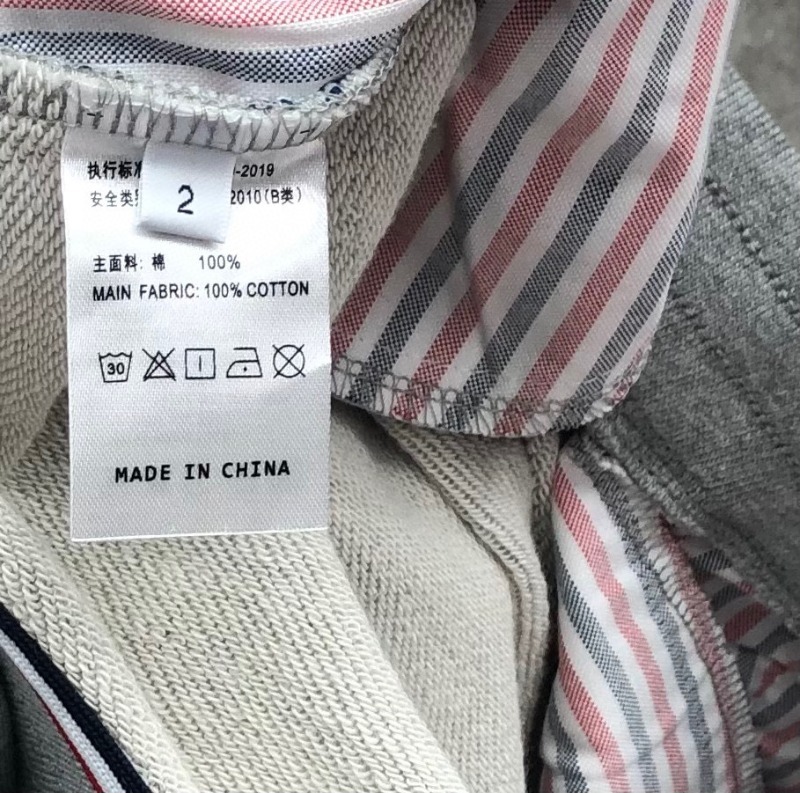 执行标准 -2019
安全类别 2010(B类)
2
主面料: 棉 100%
MAIN FABRIC: 100% COTTON
30
MADE IN CHINA